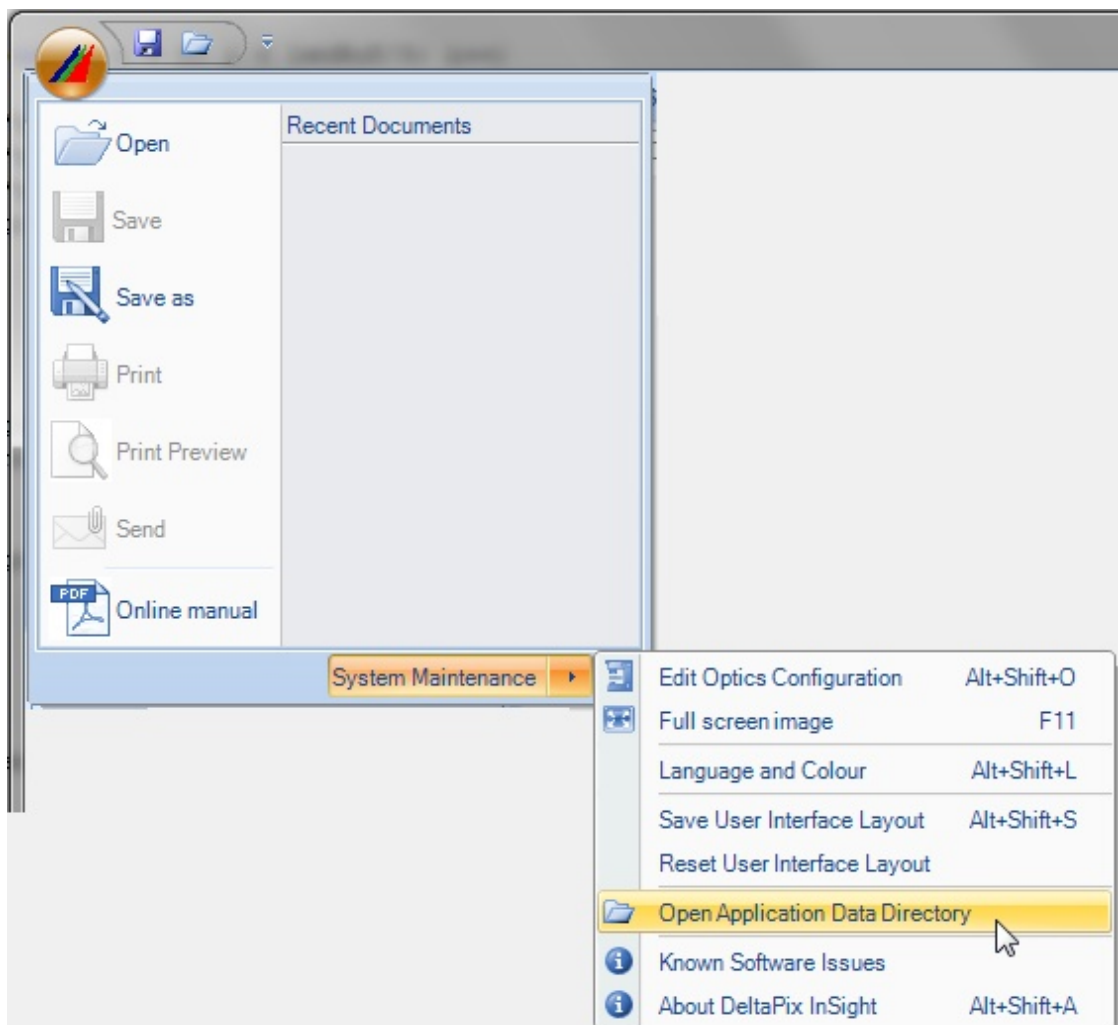 Open
Recent Documents
Save
Save as
Print
Print Preview
Send
PDF
Online manual
System Maintenance
Edit Optics Configuration Alt+Shift+O
Full screen image F11
Language and Colour Alt+Shift+L
Save User Interface Layout Alt+Shift+S
Reset User Interface Layout
Open Application Data Directory
Known Software Issues
About DeltaPix InSight Alt+Shift+A